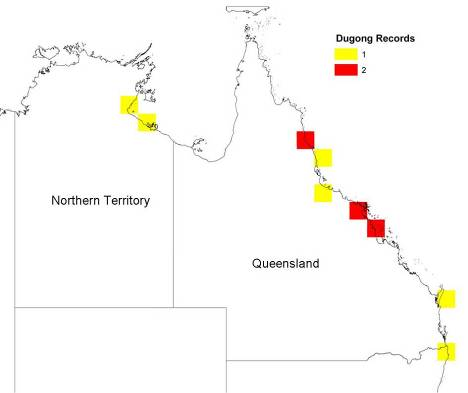 Dugong Records
1
2
Northern Territory
Queensland